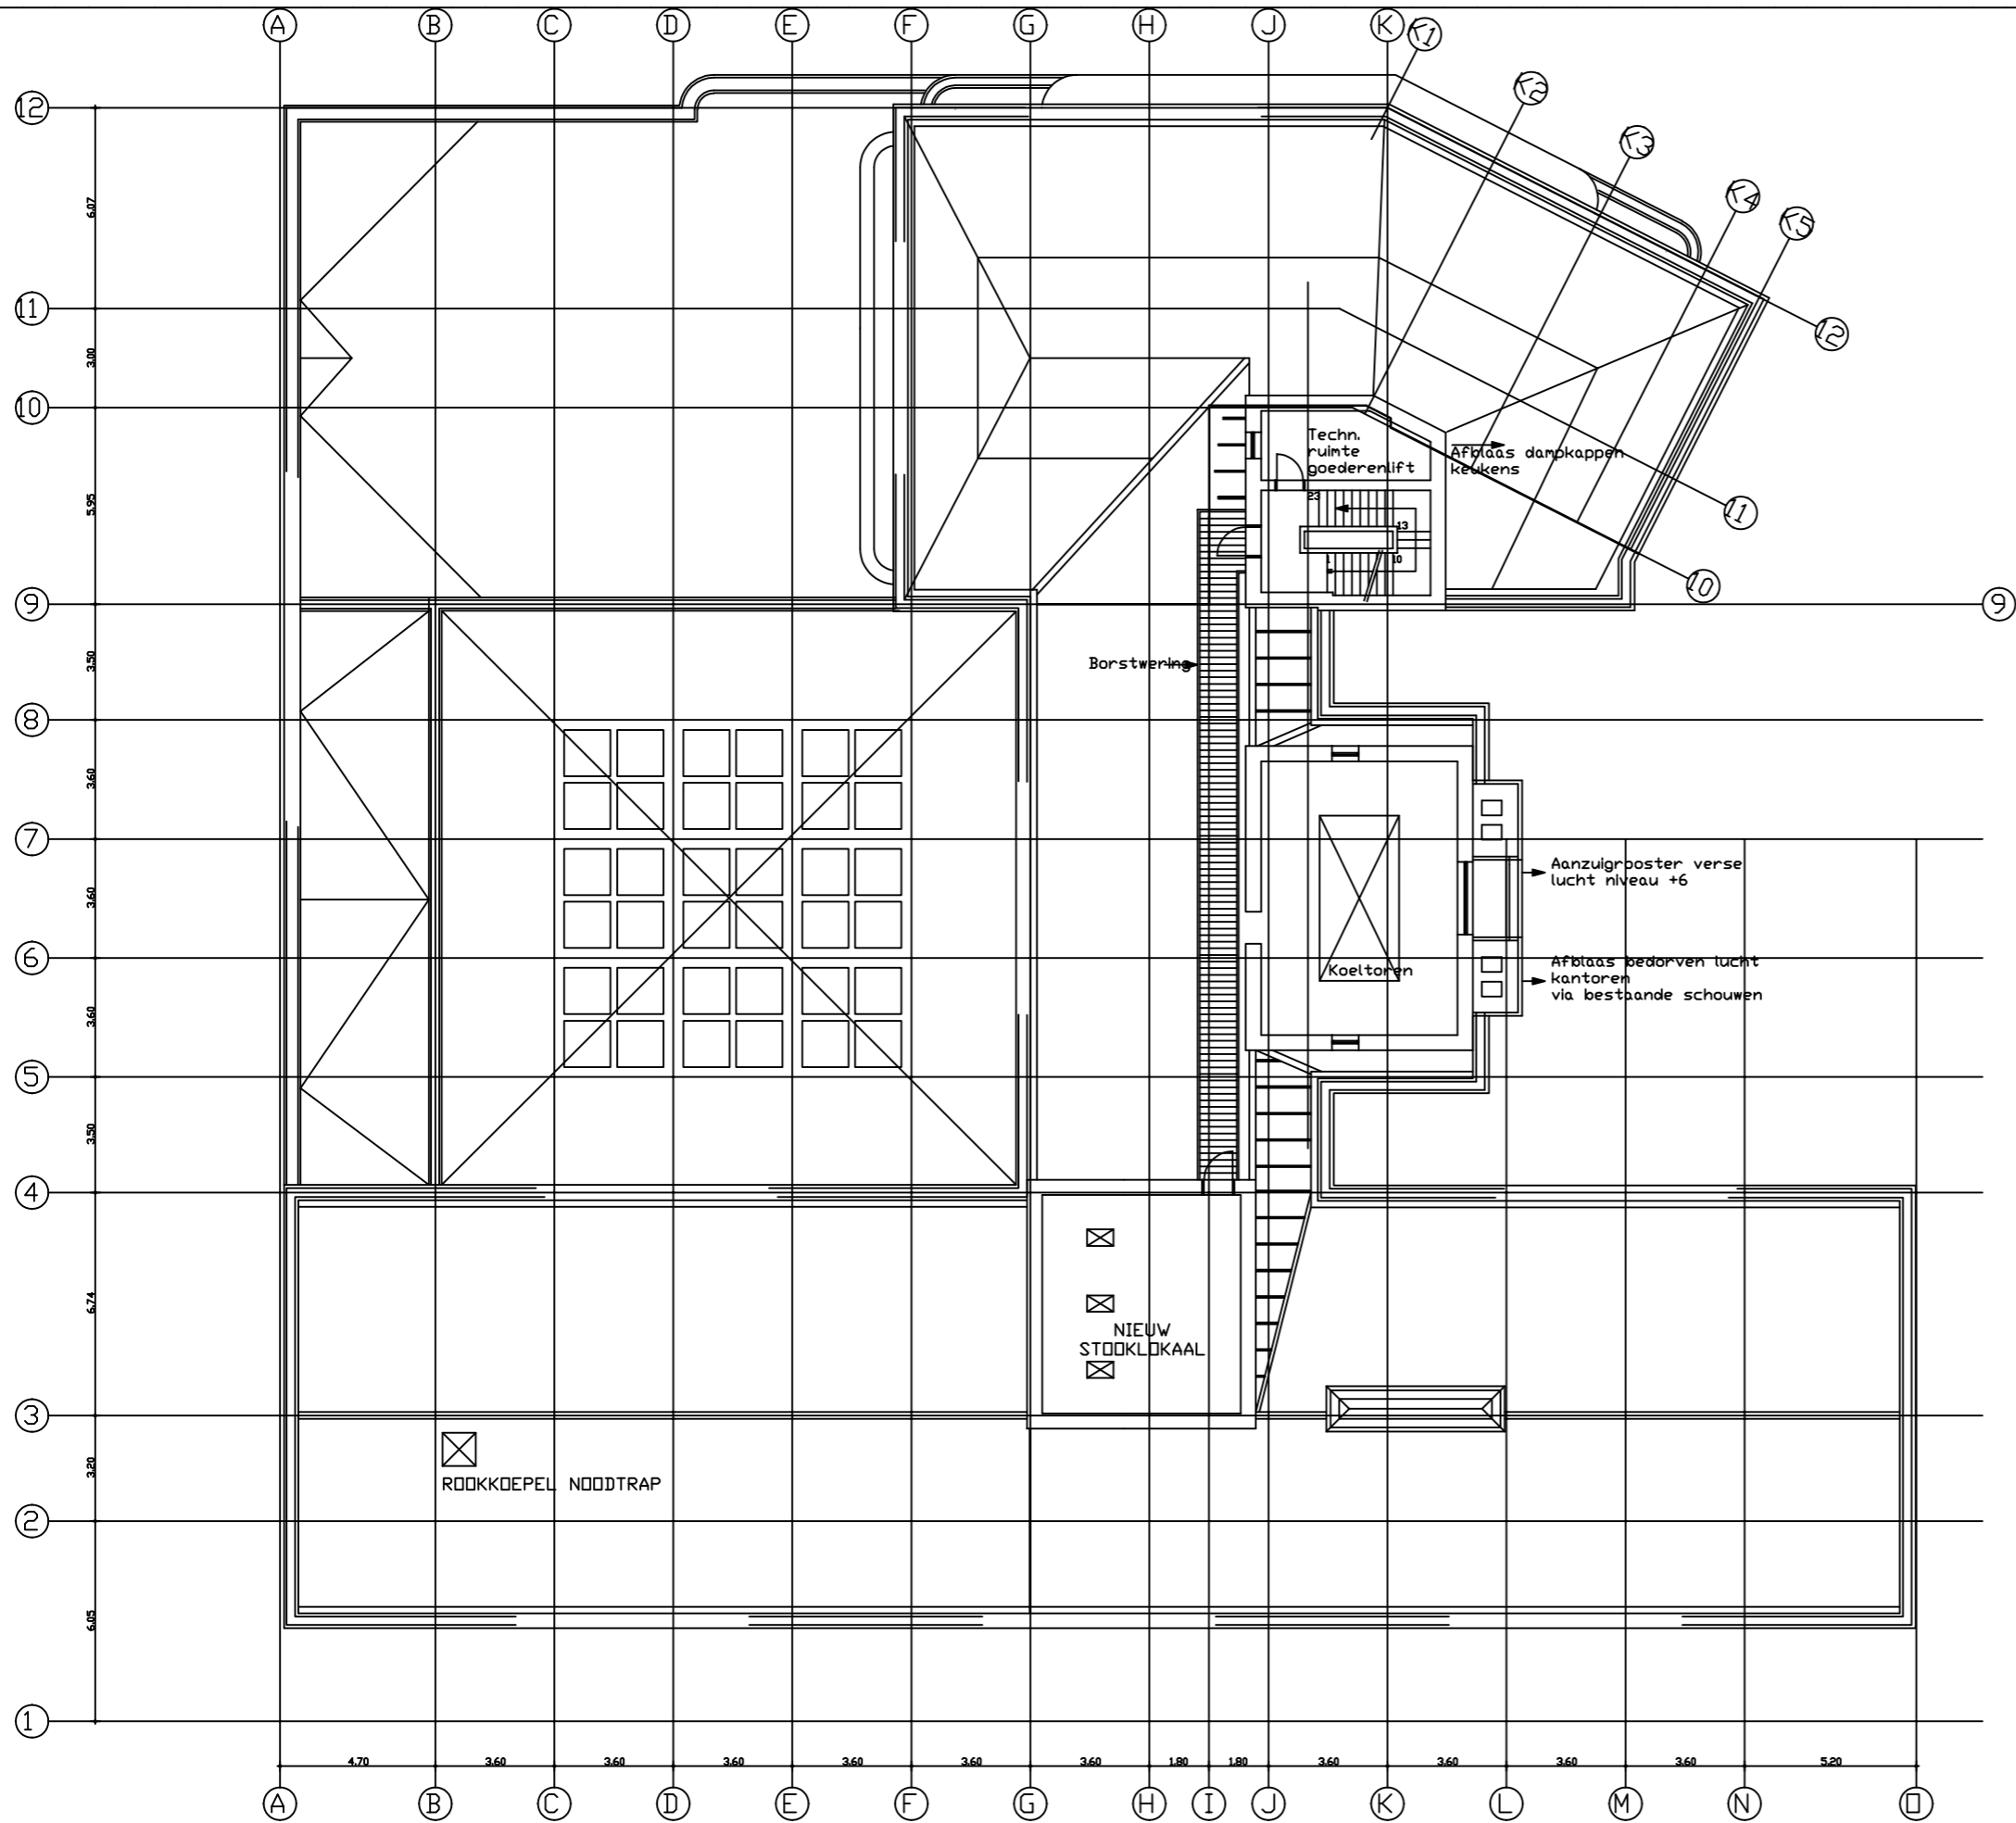 A B C D E F G H J K
K1
K2
K3
K4
K5
12
6.07
11
12
3.00
10
Techn.
ruimte
goederenlift
Afblaas dampkappen
keukens
5.95
23
13
1
10
11
10
9
9
3.50
Borstwering
8
3.60
7
Aanzuigrooster verse
lucht niveau +6
3.60
6
Koeltoren
Afblaas bedorven lucht
kantoren
via bestaande schouwen
3.60
5
3.50
4
6.74
NIEUW
STOOKLOKAAL
3
3.20
ROOKKOEPEL NOODTRAP
2
6.05
1
4.70 3.60 3.60 3.60 3.60 3.60 3.60 1.80 1.80 3.60 3.60 3.60 3.60 5.20
A B C D E F G H I J K L M N O